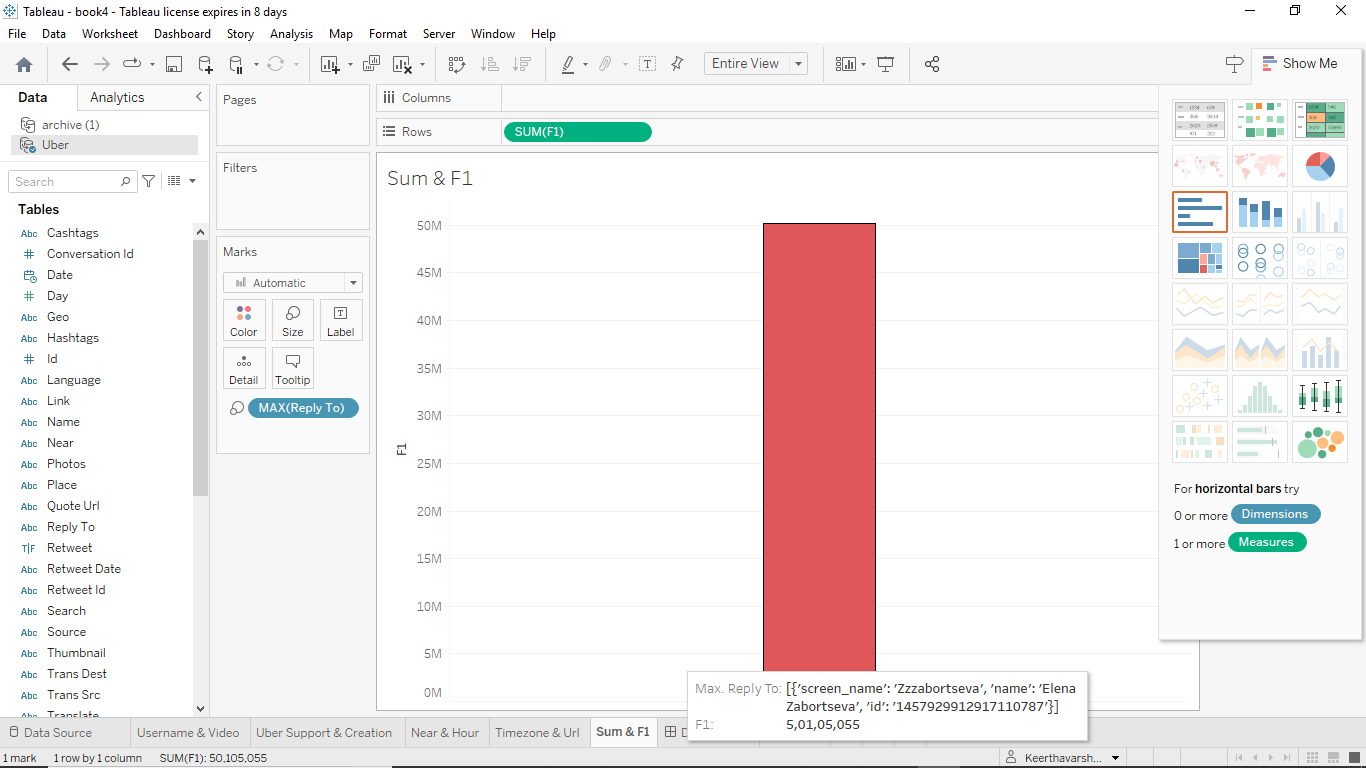 Tableau - book4 - Tableau license expires in 8 days
File Data Worksheet Dashboard Story Analysis Map Format Server Window Help
Entire View
Show Me
Data Analytics
archive (1)
Uber
Search
Tables
Abc Cashtags
Conversation Id
Date
Day
Abc Geo
Abc Hashtags
Id
Abc Language
Abc Link
Abc Name
Abc Near
Abc Photos
Abc Place
Abc Quote Url
Abc Reply To
T|F Retweet
Abc Retweet Date
Abc Retweet Id
Abc Search
Abc Source
Abc Thumbnail
Abc Trans Dest
Abc Trans Src
Abc Translate
Pages
Filters
Marks
Automatic
Color Size Label
Detail Tooltip
MAX(Reply To)
Columns
Rows SUM(F1)
Sum & F1
50M
45M
40M
35M
30M
25M
20M
15M
10M
5M
0M
F1
Max. Reply To: [{'screen_name': 'Zzzabortseva', 'name': 'Elena
Zabortseva', 'id': '1457929912917110787'}]
F1: 5,01,05,055
For horizontal bars try
0 or more Dimensions
1 or more Measures
Data Source Username & Video Uber Support & Creation Near & Hour Timezone & Url Sum & F1 D
1 mark 1 row by 1 column SUM(F1): 50,105,055 Keerthavarsh...